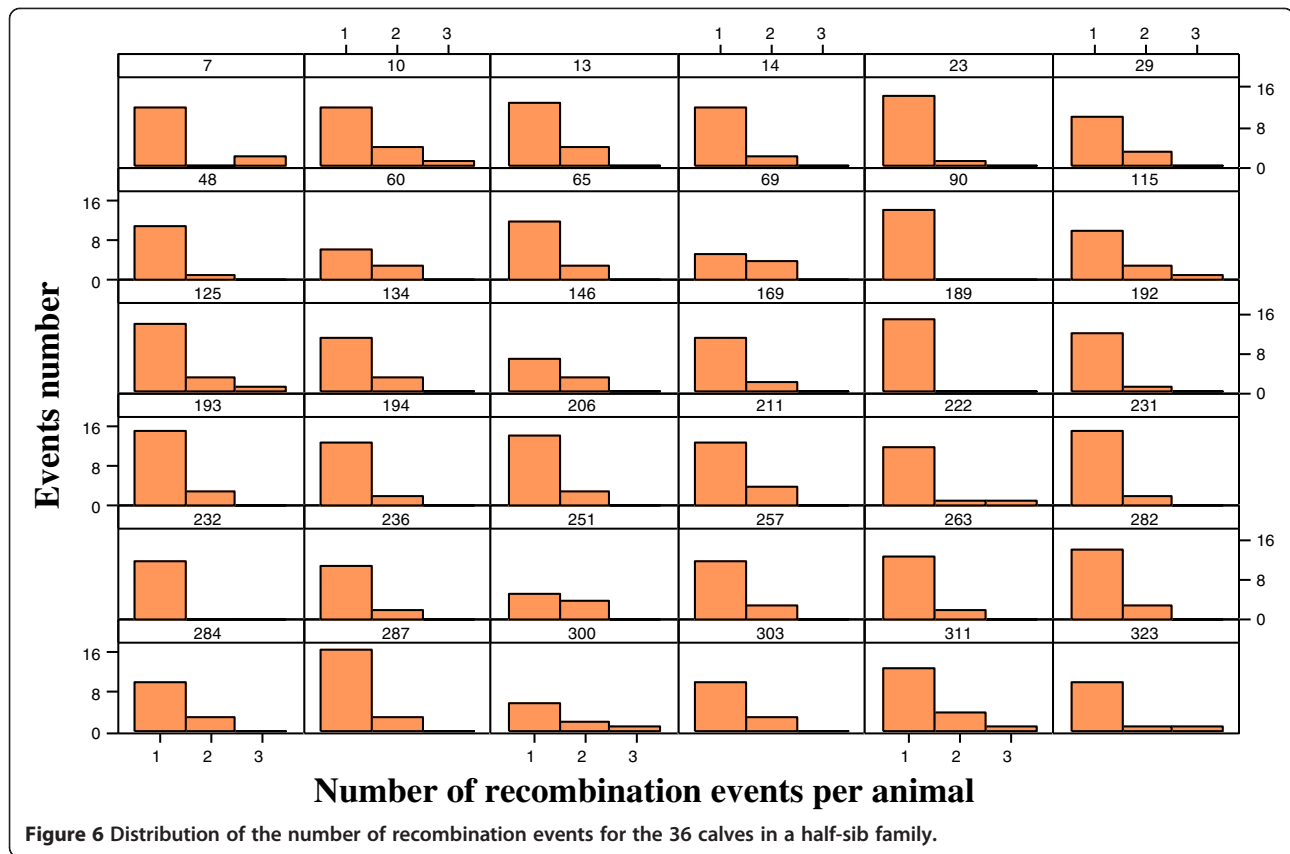 1 2 3 1 2 3 1 2 3
7 10 13 14 23 29
16
8
0
48 60 65 69 90 115
16
8
0
125 134 146 169 189 192
16
8
0
193 194 206 211 222 231
16
8
0
232 236 251 257 263 282
16
8
0
284 287 300 303 311 323
16
8
0
1 2 3 1 2 3 1 2 3
Events number
Number of recombination events per animal
Figure 6 Distribution of the number of recombination events for the 36 calves in a half-sib family.